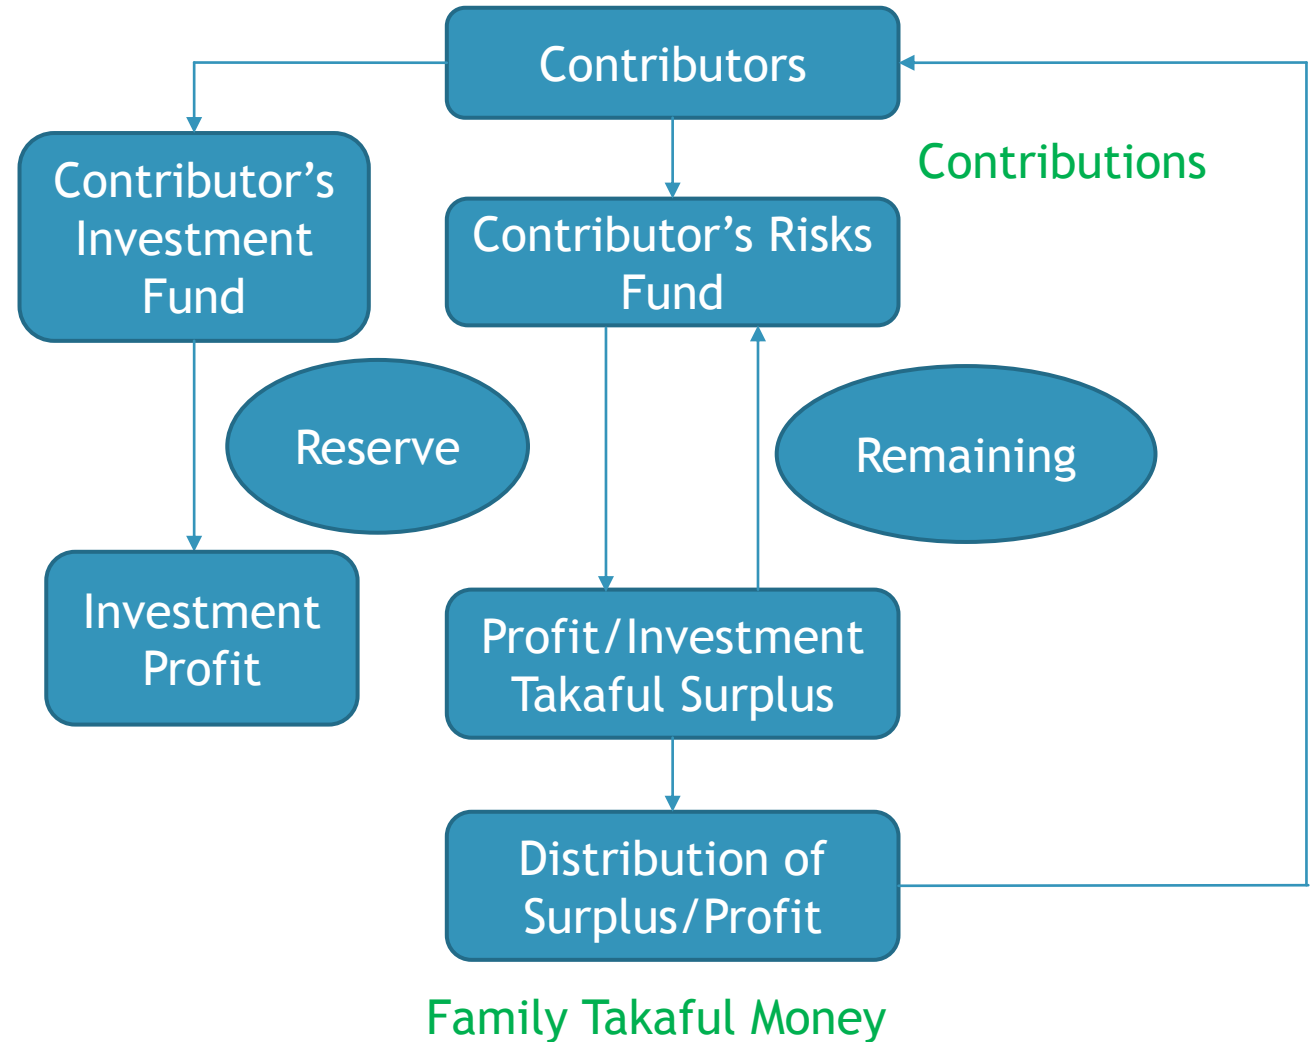 Contributors
Contributions
Contributor’s
Investment
Fund
Contributor’s Risks
Fund
Reserve
Remaining
Investment
Profit
Profit/Investment
Takaful Surplus
Distribution of
Surplus/Profit
Family Takaful Money